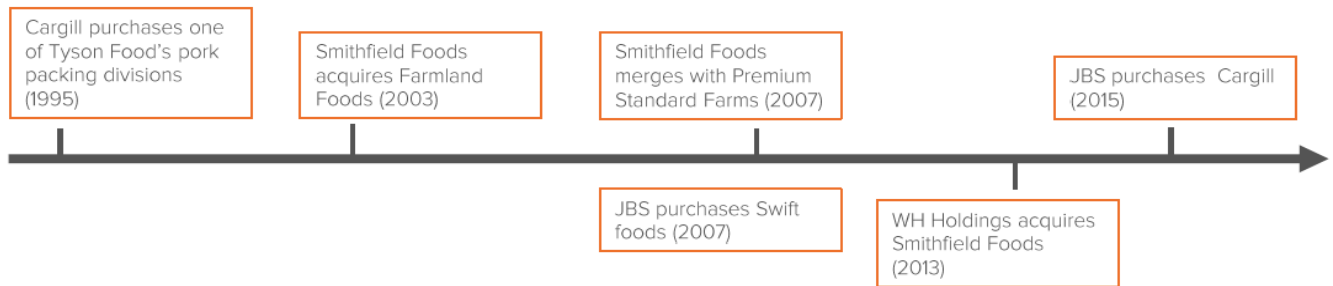 Cargill purchases one
of Tyson Food's pork
packing divisions
(1995)
Smithfield Foods
acquires Farmland
Foods (2003)
Smithfield Foods
merges with Premium
Standard Farms (2007)
JBS purchases Swift
foods (2007)
WH Holdings acquires
Smithfield Foods
(2013)
JBS purchases  Cargill
(2015)